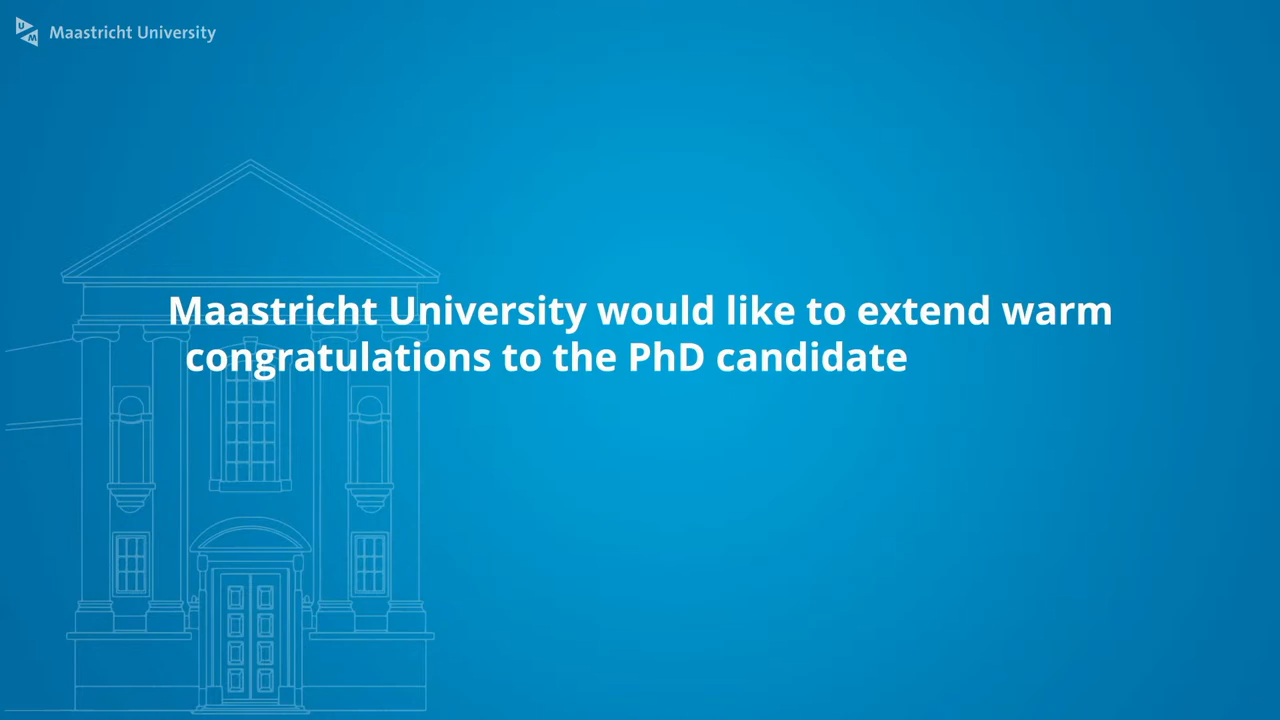 Maastricht University
Maastricht University would like to extend warm
congratulations to the PhD candidate